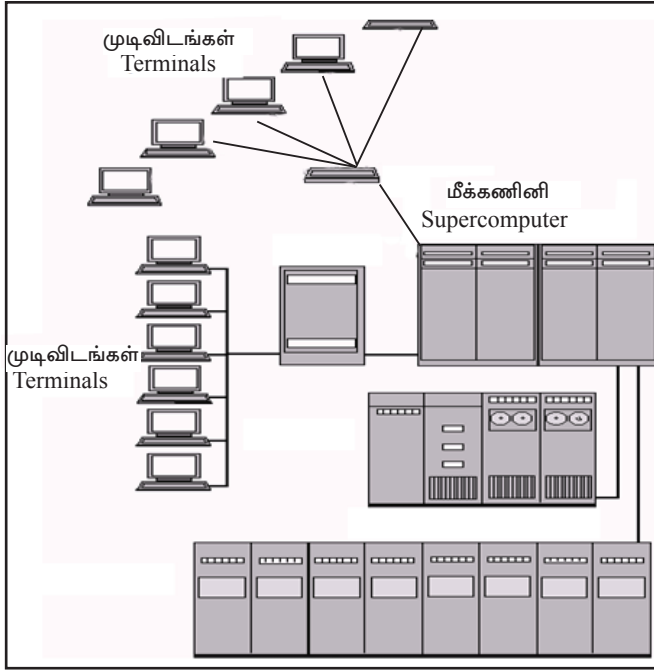 முடிவிடங்கள்
Terminals
மீக்கணினி
Supercomputer
முடிவிடங்கள்
Terminals